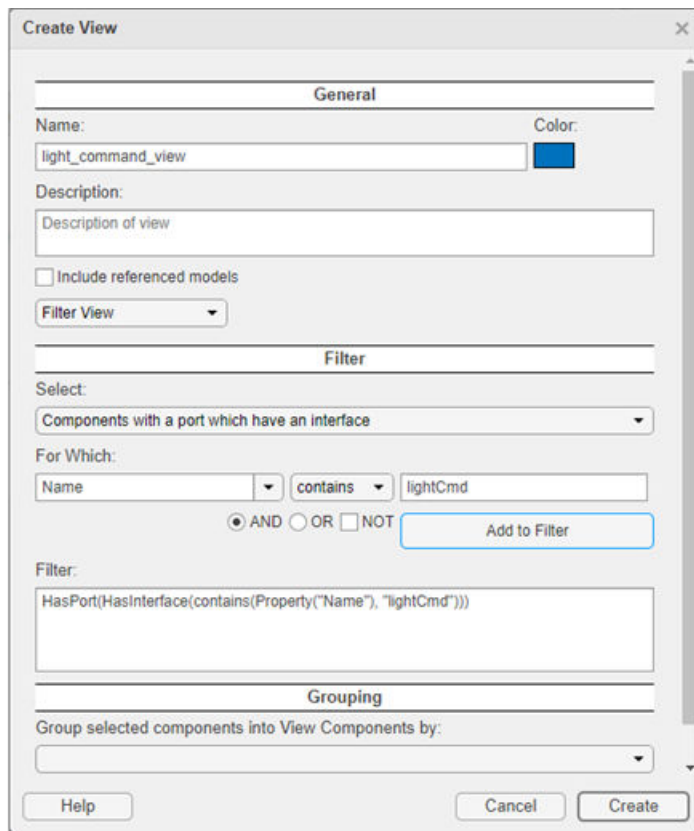 Create View
General
Name: Color:
light_command_view
Description:
Description of view
Include referenced models
Filter View
Filter
Select:
Components with a port which have an interface
For Which:
Name contains lightCmd
AND OR NOT Add to Filter
Filter:
HasPort(HasInterface(contains(Property("Name"), "lightCmd")))
Grouping
Group selected components into View Components by:
Help Cancel Create